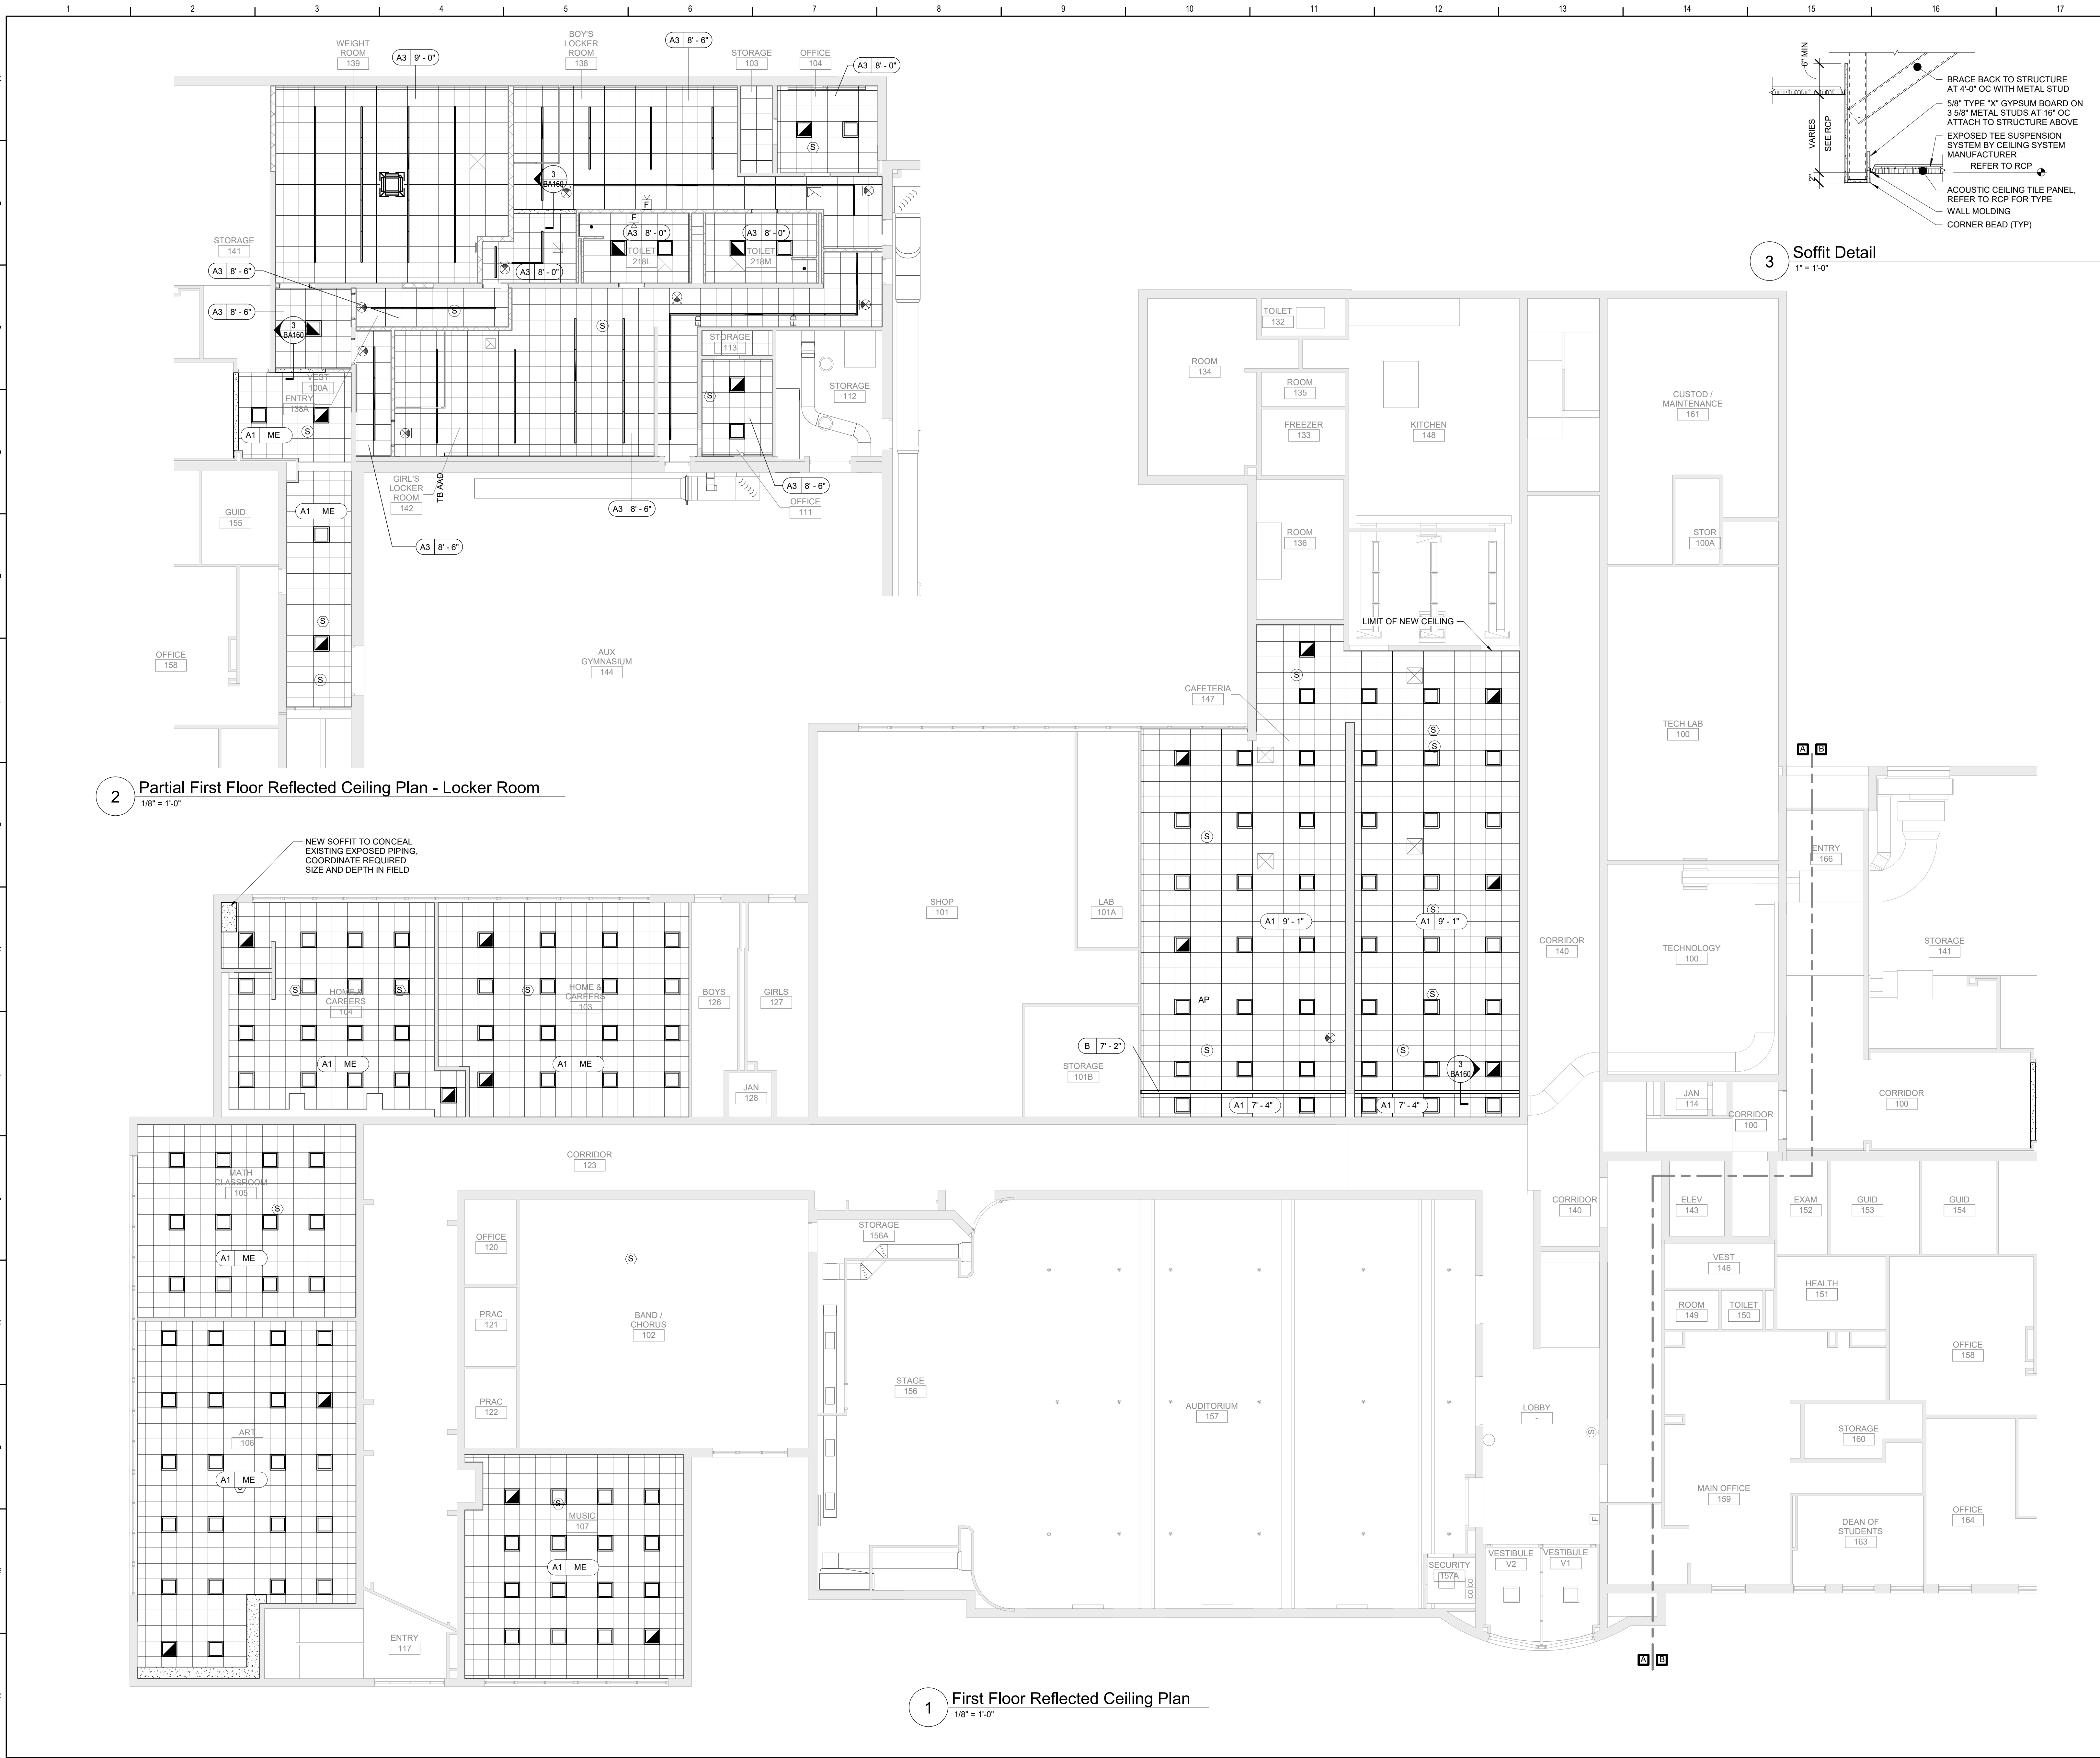 1 2 3 4 5 6 7 8 9 10 11 12 13 14 15 16 17
WEIGHT
ROOM
139
A3 9' - 0"
BOY'S
LOCKER
ROOM
138
A3 8' - 6"
STORAGE
103
OFFICE
104
A3 8' - 0"
S
3
BA160
F
F
A3 8' - 0"
TOILET
218L
A3 8' - 0"
TOILET
218M
A3 8' - 0"
STORAGE
141
A3 8' - 6"
A3 8' - 6"
S
S
3
BA160
FD
FD
STORAGE
113
VEST
100A
ENTRY
138A
A1 ME
S
S
STORAGE
112
GIRL'S
LOCKER
ROOM
142
TB AAD
A3 8' - 6"
A3 8' - 6"
OFFICE
111
A3 8' - 6"
GUID
155
A1 ME
S
S
OFFICE
158
AUX
GYMNASIUM
144
2
Partial First Floor Reflected Ceiling Plan - Locker Room
1/8" = 1'-0"
6" MIN
VARIES
SEE RCP
2"
BRACE BACK TO STRUCTURE
AT 4'-0" OC WITH METAL STUD
5/8" TYPE "X" GYPSUM BOARD ON
3 5/8" METAL STUDS AT 16" OC
ATTACH TO STRUCTURE ABOVE
EXPOSED TEE SUSPENSION
SYSTEM BY CEILING SYSTEM
MANUFACTURER
REFER TO RCP
ACOUSTIC CEILING TILE PANEL,
REFER TO RCP FOR TYPE
WALL MOLDING
CORNER BEAD (TYP)
3
Soffit Detail
1" = 1'-0"
TOILET
132
ROOM
134
ROOM
135
FREEZER
133
KITCHEN
148
ROOM
136
CUSTOD /
MAINTENANCE
161
STOR
100A
LIMIT OF NEW CEILING
CAFETERIA
147
S
S
S
S
TECH LAB
100
A B
ENTRY
166
NEW SOFFIT TO CONCEAL
EXISTING EXPOSED PIPING,
COORDINATE REQUIRED
SIZE AND DEPTH IN FIELD
SHOP
101
LAB
101A
A1 9' - 1"
S
A1 9' - 1"
CORRIDOR
140
TECHNOLOGY
100
STORAGE
141
S
HOME &
CAREERS
104
S
S
HOME &
CAREERS
103
BOYS
126
GIRLS
127
AP
S
A1 ME
A1 ME
B 7' - 2"
S
S
3
BA160
STORAGE
101B
JAN
128
A1 7' - 4"
A1 7' - 4"
JAN
114
CORRIDOR
100
CORRIDOR
100
MATH
CLASSROOM
105
S
A1 ME
CORRIDOR
123
OFFICE
120
S
STORAGE
156A
CORRIDOR
140
ELEV
143
EXAM
152
GUID
153
GUID
154
VEST
146
HEALTH
151
PRAC
121
BAND /
CHORUS
102
ROOM
149
TOILET
150
OFFICE
158
PRAC
122
STAGE
156
AUDITORIUM
157
LOBBY
-
S
STORAGE
160
ART
106
A1 ME
S
S
MUSIC
107
A1 ME
MAIN OFFICE
159
F
DEAN OF
STUDENTS
163
OFFICE
164
SECURITY
157A
VESTIBULE
V2
VESTIBULE
V1
ENTRY
117
A B
1
First Floor Reflected Ceiling Plan
1/8" = 1'-0"